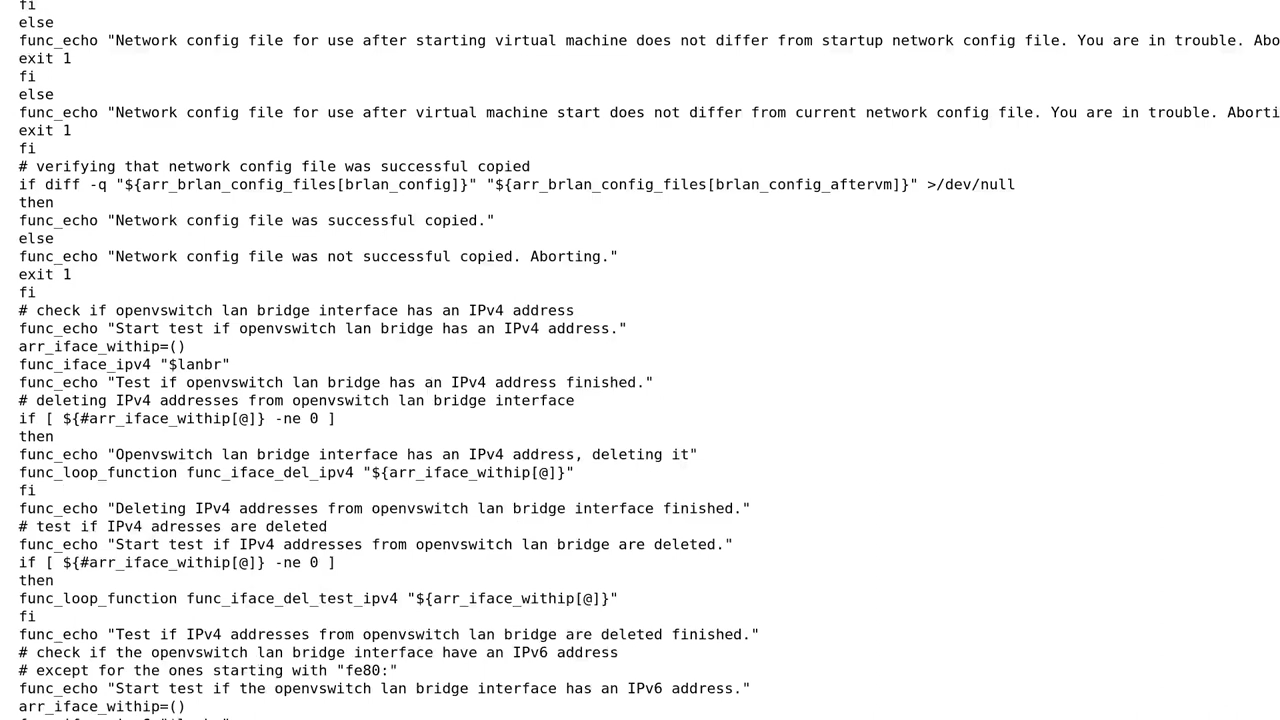 fi
else
func_echo "Network config file for use after starting virtual machine does not differ from startup network config file. You are in trouble. Abo
exit 1
fi
else
func_echo "Network config file for use after virtual machine start does not differ from current network config file. You are in trouble. Aborti
exit 1
fi
# verifying that network config file was successful copied
if diff -q "${arr_brlan_config_files[brlan_config]}" "${arr_brlan_config_files[brlan_config_aftervm]}" >/dev/null
then
func_echo "Network config file was successful copied."
else
func_echo "Network config file was not successful copied. Aborting."
exit 1
fi
# check if openvswitch lan bridge interface has an IPv4 address
func_echo "Start test if openvswitch lan bridge has an IPv4 address."
arr_iface_withip=()
func_iface_ipv4 "$lanbr"
func_echo "Test if openvswitch lan bridge has an IPv4 address finished."
# deleting IPv4 addresses from openvswitch lan bridge interface
if [ ${#arr_iface_withip[@]} -ne 0 ]
then
func_echo "Openvswitch lan bridge interface has an IPv4 address, deleting it"
func_loop_function func_iface_del_ipv4 "${arr_iface_withip[@]}"
fi
func_echo "Deleting IPv4 addresses from openvswitch lan bridge interface finished."
# test if IPv4 adresses are deleted
func_echo "Start test if IPv4 addresses from openvswitch lan bridge are deleted."
if [ ${#arr_iface_withip[@]} -ne 0 ]
then
func_loop_function func_iface_del_test_ipv4 "${arr_iface_withip[@]}"
fi
func_echo "Test if IPv4 addresses from openvswitch lan bridge are deleted finished."
# check if the openvswitch lan bridge interface have an IPv6 address
# except for the ones starting with "fe80:"
func_echo "Start test if the openvswitch lan bridge interface has an IPv6 address."
arr_iface_withip=()